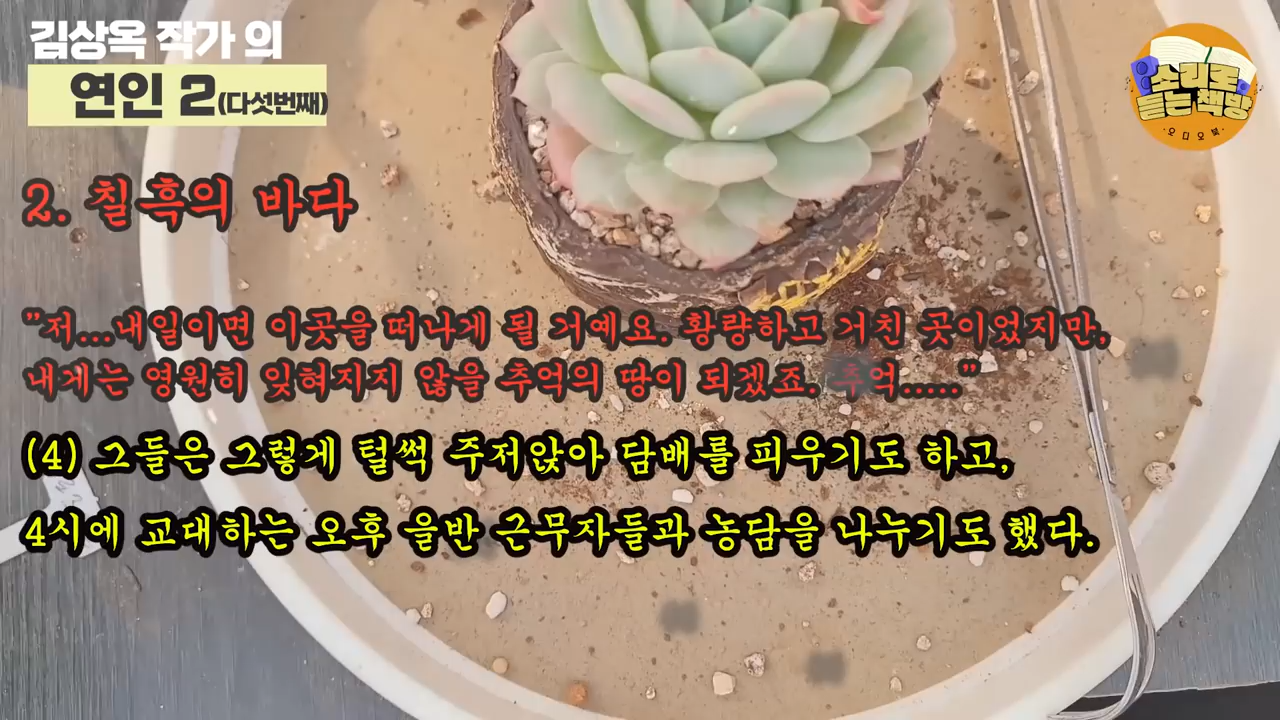 김상옥 작가 의
연인 2(다섯번째)
소리로
듣는 책방
·오디오북·
2. 칠흑의 바다
"저...내일이면 이곳을 떠나게 될 거예요. 황량하고 거친 곳이었지만,
내게는 영원히 잊혀지지 않을 추억의 땅이 되겠죠. 추억....."
(4) 그들은 그렇게 털썩 주저앉아 담배를 피우기도 하고,
4시에 교대하는 오후 을반 근무자들과 농담을 나누기도 했다.